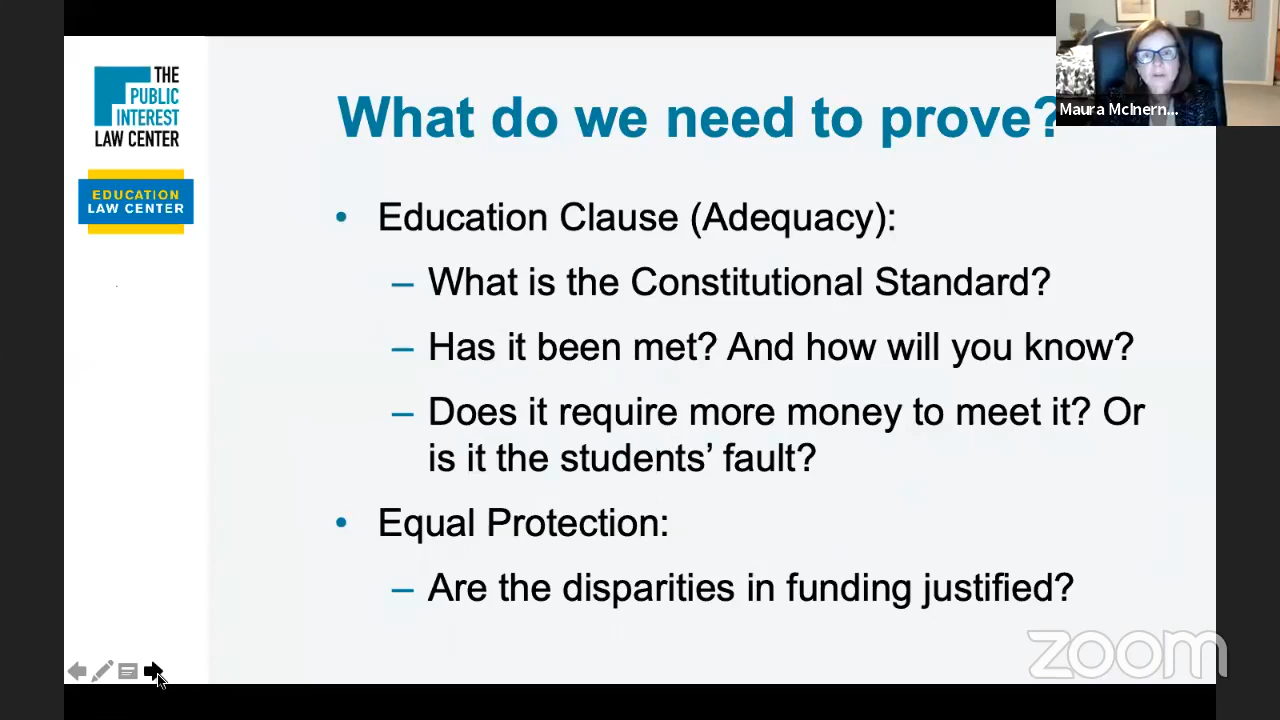 THE
PUBLIC
INTEREST
LAW CENTER
EDUCATION
LAW CENTER
What do we need to prove?
Maura McInern...
• Education Clause (Adequacy):
– What is the Constitutional Standard?
– Has it been met? And how will you know?
– Does it require more money to meet it? Or
is it the students’ fault?
• Equal Protection:
– Are the disparities in funding justified?
zoom